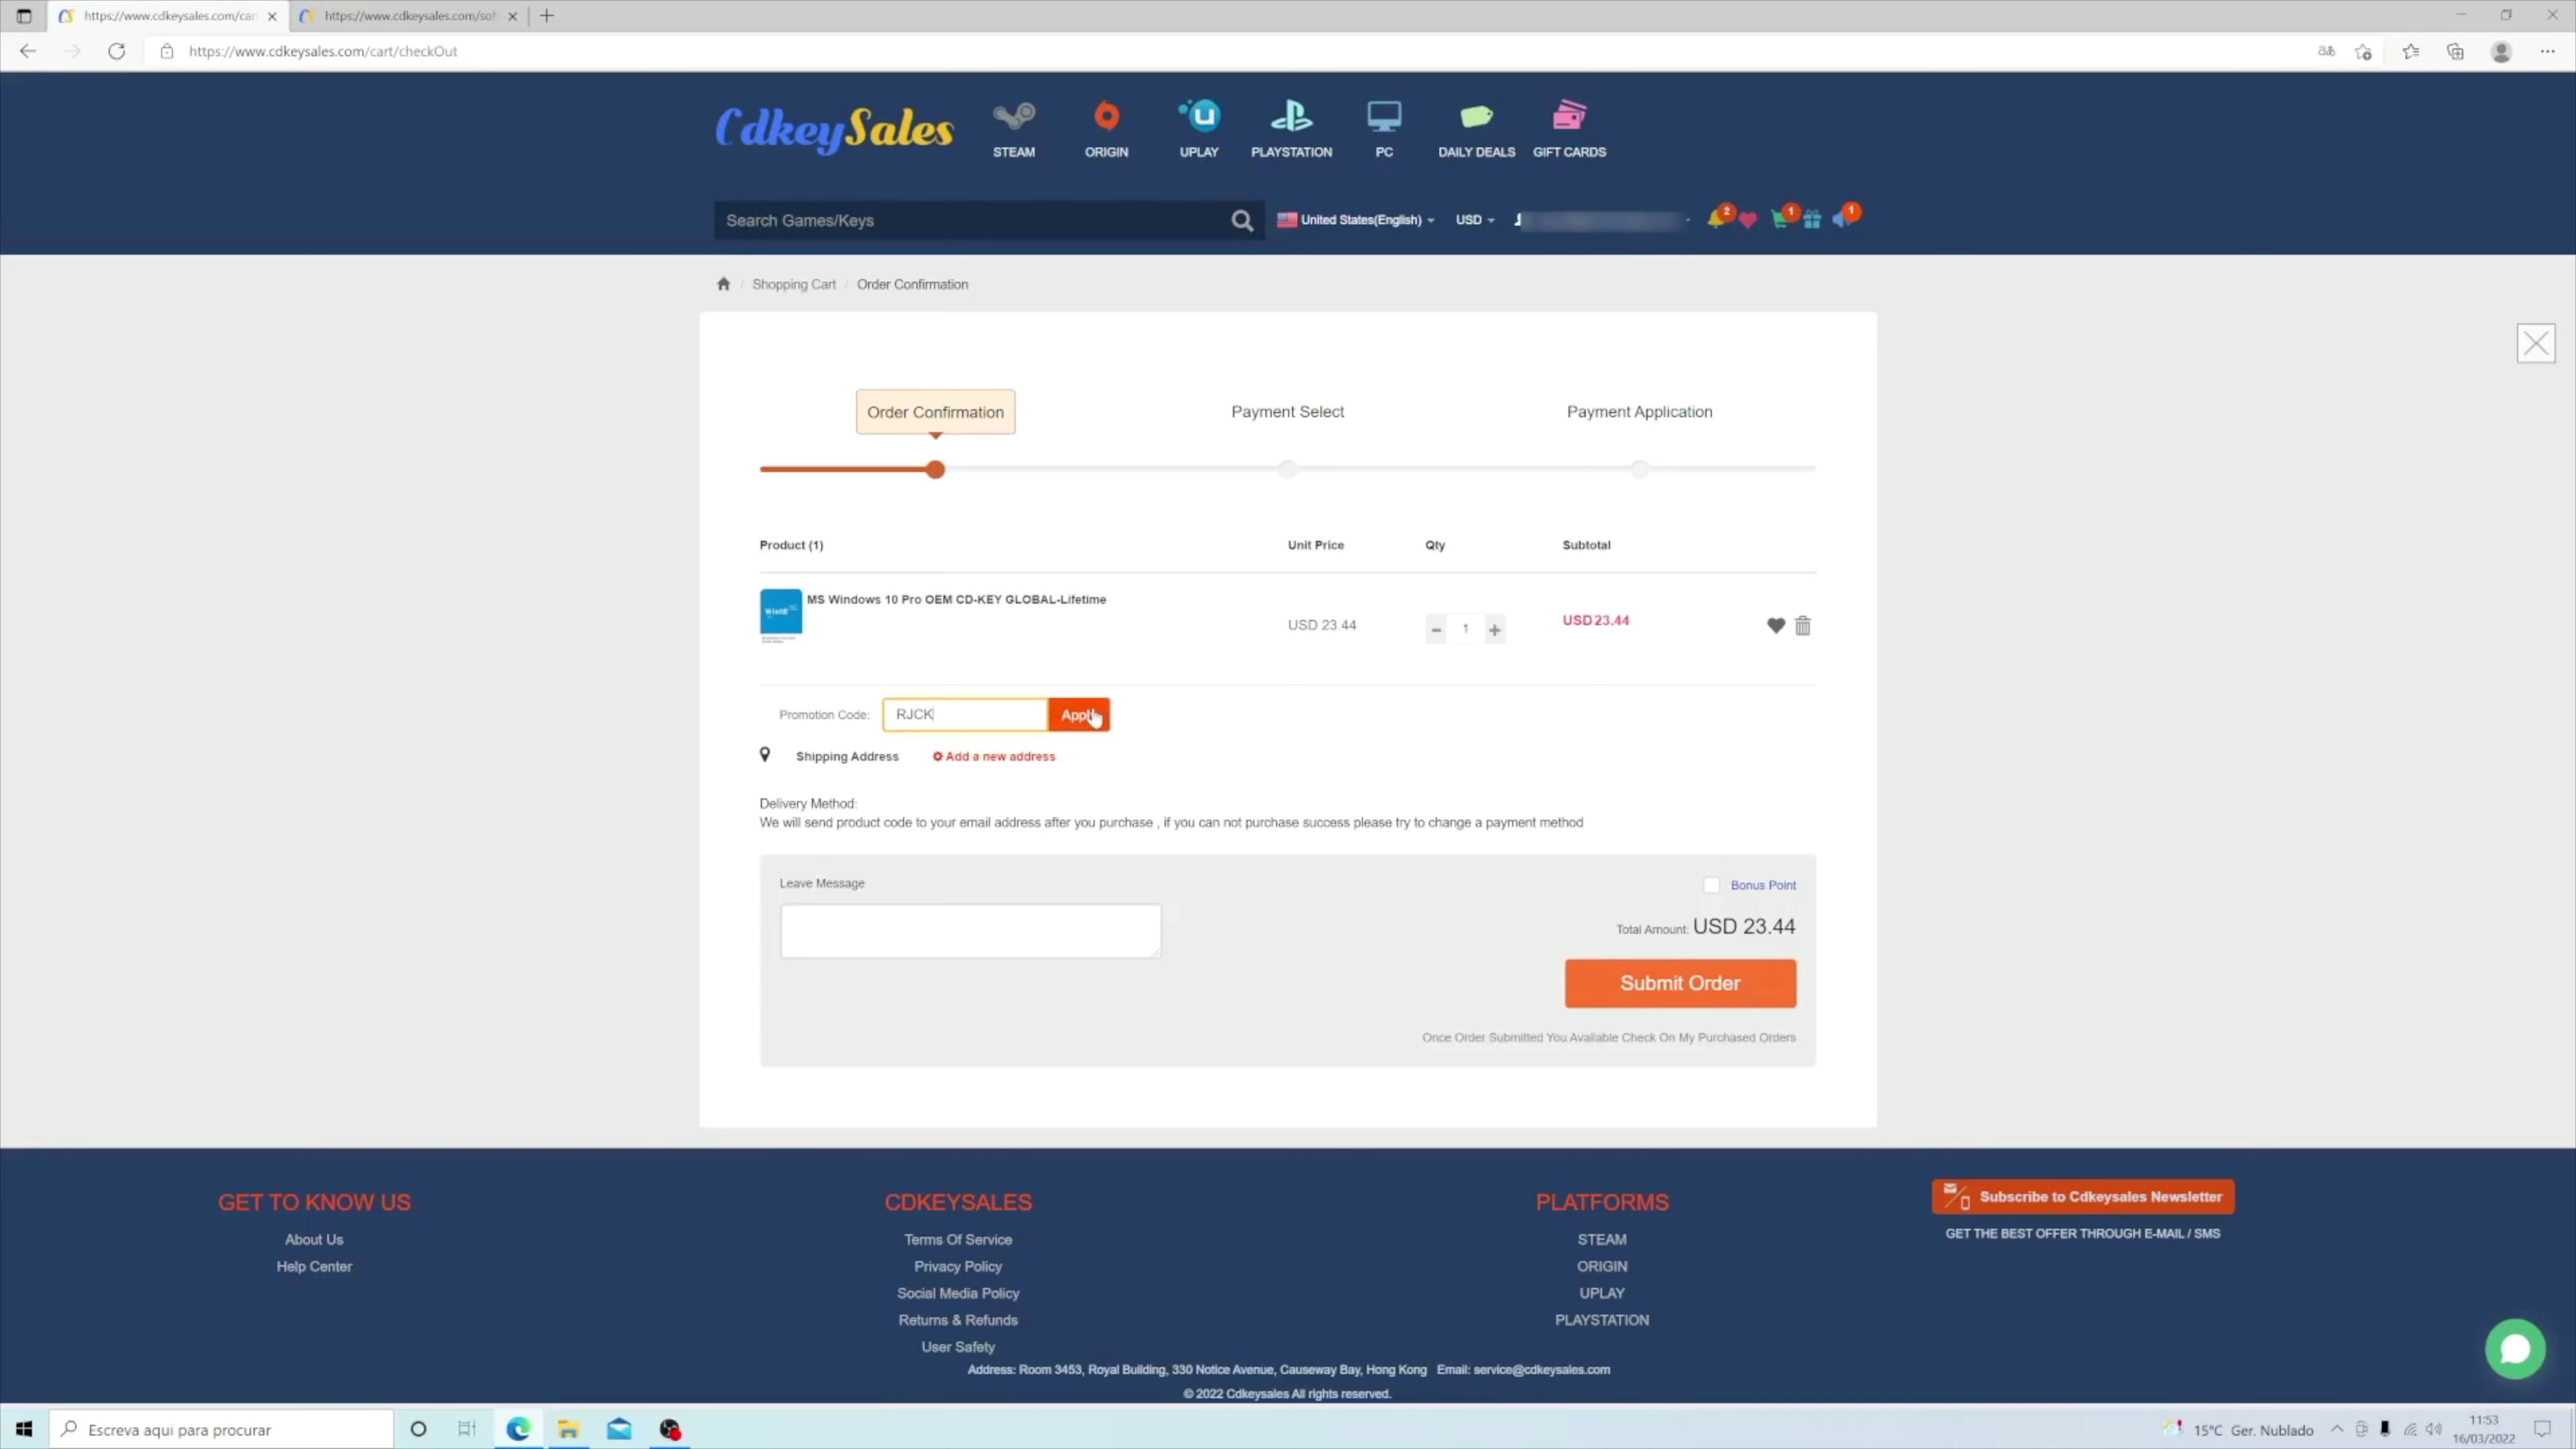 https://www.cdkeysales.com/car
https://www.cdkeysales.com/sof
https://www.cdkeysales.com/cart/checkOut
CdkeySales
STEAM
ORIGIN
UPLAY
PLAYSTATION
PC
DAILY DEALS
GIFT CARDS
Search Games/Keys
United States(English)
USD
2
1
1
Shopping Cart / Order Confirmation
Order Confirmation
Payment Select
Payment Application
Product (1)
Unit Price
Qty
Subtotal
MS Windows 10 Pro OEM CD-KEY GLOBAL-Lifetime
USD 23.44
1
USD 23.44
Promotion Code:
RJCK
Shipping Address
Add a new address
Delivery Method:
We will send product code to your email address after you purchase , if you can not purchase success please try to change a payment method
Leave Message
Bonus Point
Total Amount: USD 23.44
Submit Order
Once Order Submitted You Available Check On My Purchased Orders
GET TO KNOW US
About Us
Help Center
CDKEYSALES
Terms Of Service
Privacy Policy
Social Media Policy
Returns & Refunds
User Safety
PLATFORMS
STEAM
ORIGIN
UPLAY
PLAYSTATION
Subscribe to Cdkeysales Newsletter
GET THE BEST OFFER THROUGH E-MAIL / SMS
Address: Room 3453, Royal Building, 330 Notice Avenue, Causeway Bay, Hong Kong Email: service@cdkeysales.com
© 2022 Cdkeysales All rights reserved.
Escreva aqui para procurar
15°C Ger. Nublado
11:53
16/03/2022